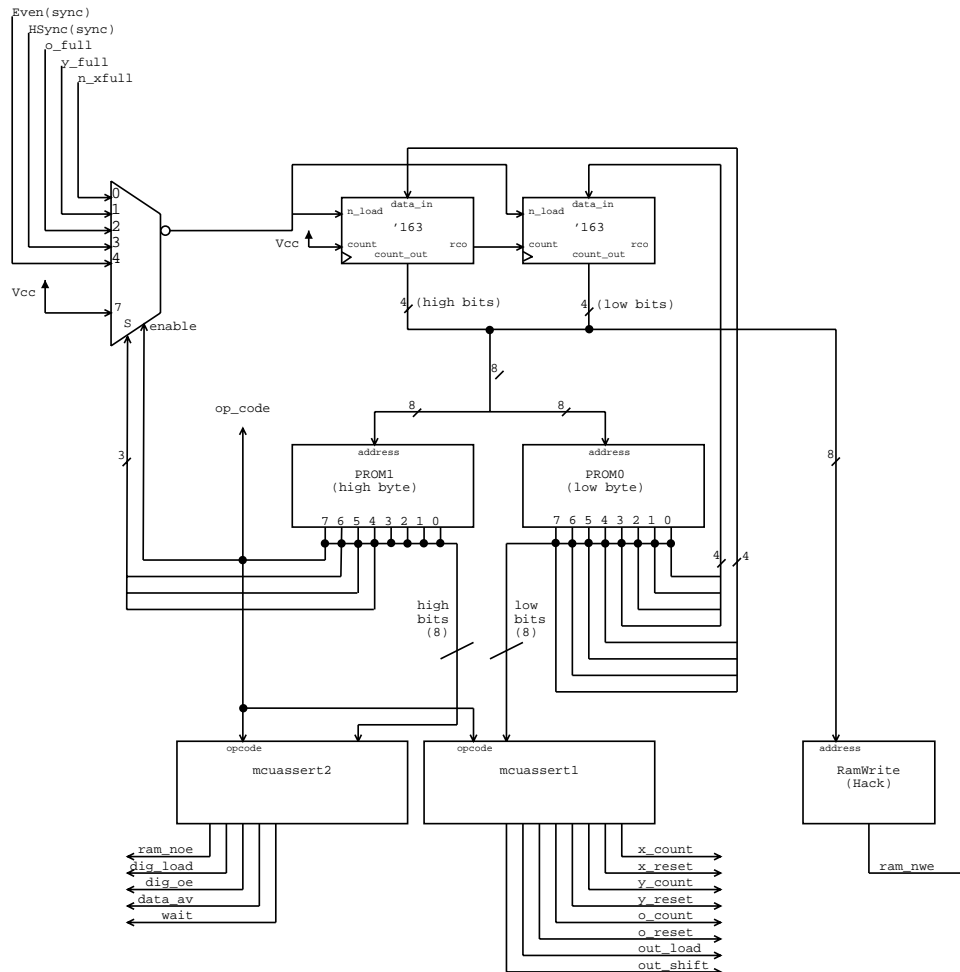 Even(sync)
HSync(sync)
o_full
y_full
n_xfull
0
1
2
3
4
7
S
enable
Vcc
Vcc
data_in
n_load
'163
count
rco
count_out
data_in
n_load
'163
count
rco
count_out
4 (high bits)
4 (low bits)
8
8
8
8
op_code
3
address
PROM1
(high byte)
7 6 5 4 3 2 1 0
address
PROM0
(low byte)
7 6 5 4 3 2 1 0
4
4
high
bits
(8)
low
bits
(8)
opcode
mcuassert2
opcode
mcuassert1
address
RamWrite
(Hack)
ram_noe
dig_load
dig_oe
data_av
wait
x_count
x_reset
y_count
y_reset
o_count
o_reset
out_load
out_shift
ram_nwe